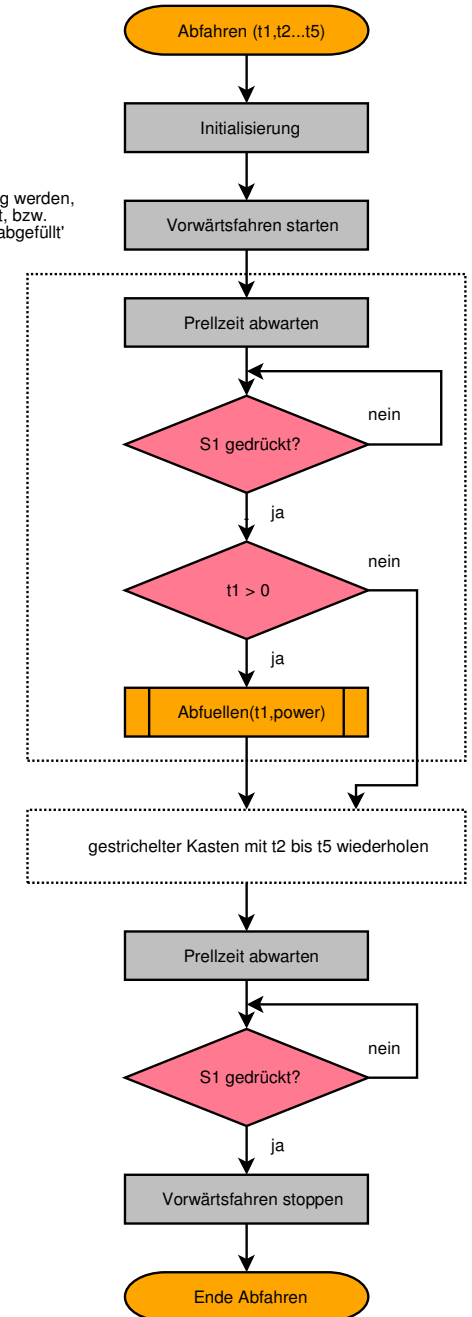 Abfahren (t1,t2...t5)
Initialisierung
g werden,
t, bzw.
abgefüllt'
Vorwärtsfahren starten
Prellzeit abwarten
nein
S1 gedrückt?
ja
nein
t1 > 0
ja
Abfuellen(t1,power)
gestrichelter Kasten mit t2 bis t5 wiederholen
Prellzeit abwarten
nein
S1 gedrückt?
ja
Vorwärtsfahren stoppen
Ende Abfahren